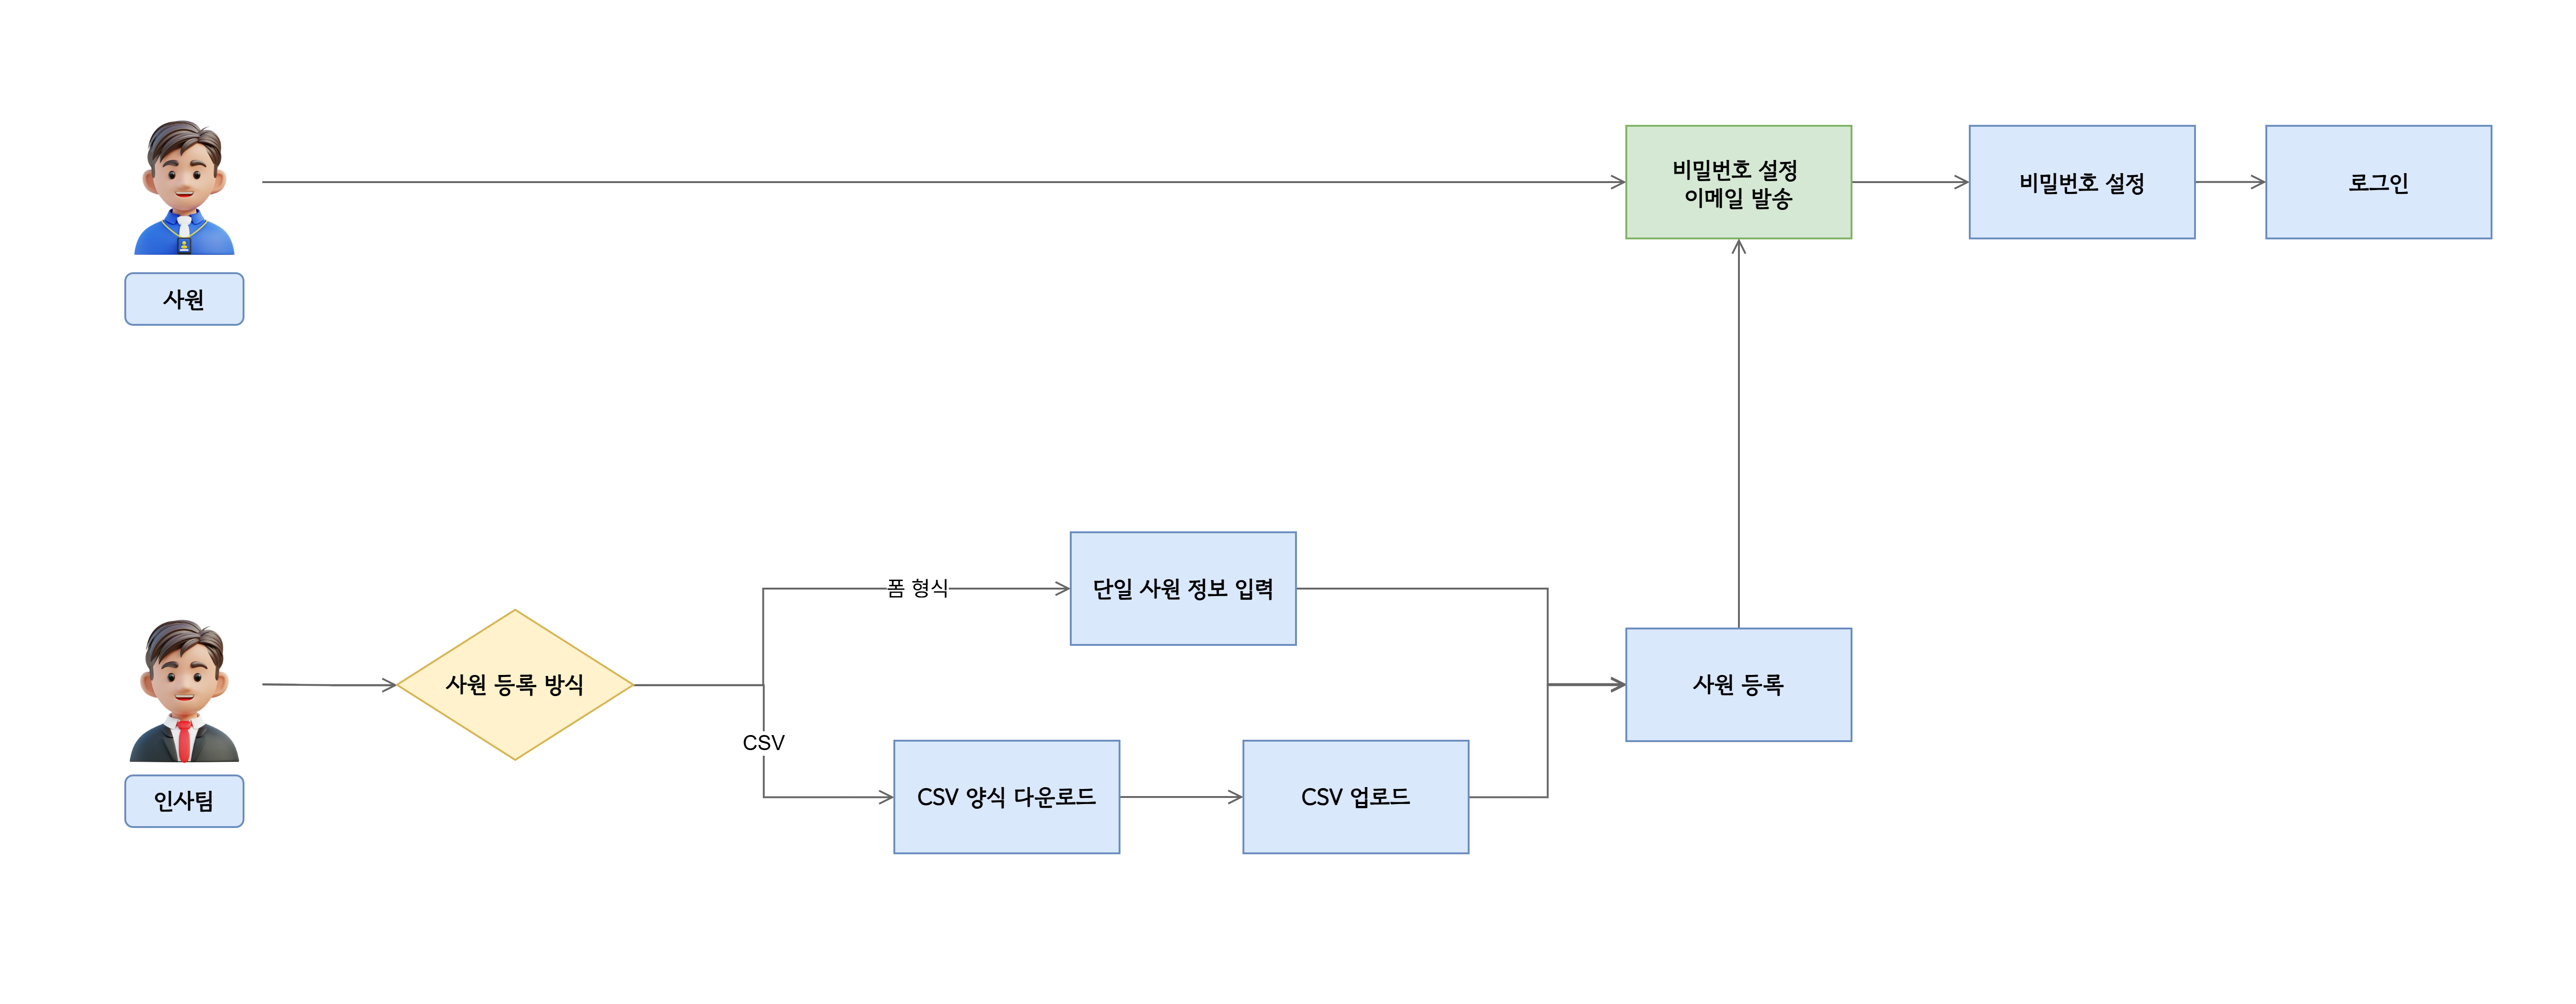 비밀번호 설정
이메일 발송
비밀번호 설정
로그인
사원
폼 형식
단일 사원 정보 입력
사원 등록 방식
사원 등록
CSV
CSV 양식 다운로드
CSV 업로드
인사팀